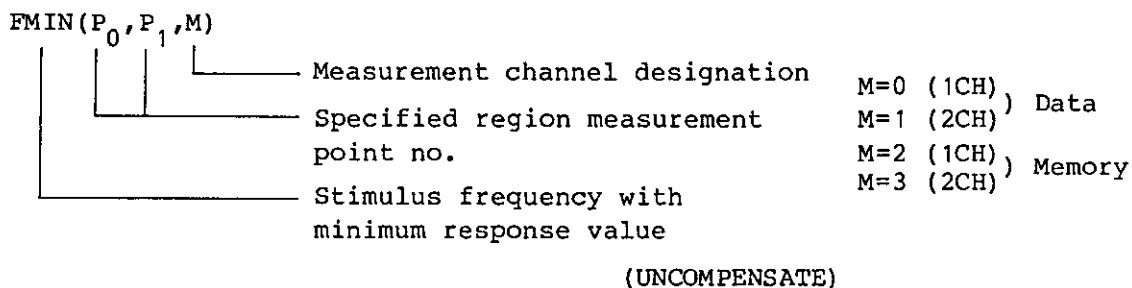 FMIN(P0,P1,M)
Measurement channel designation
Specified region measurement
point no.
Stimulus frequency with
minimum response value
M=0 (1CH)
M=1 (2CH) ) Data
M=2 (1CH)
M=3 (2CH) ) Memory
(UNCOMPENSATE)